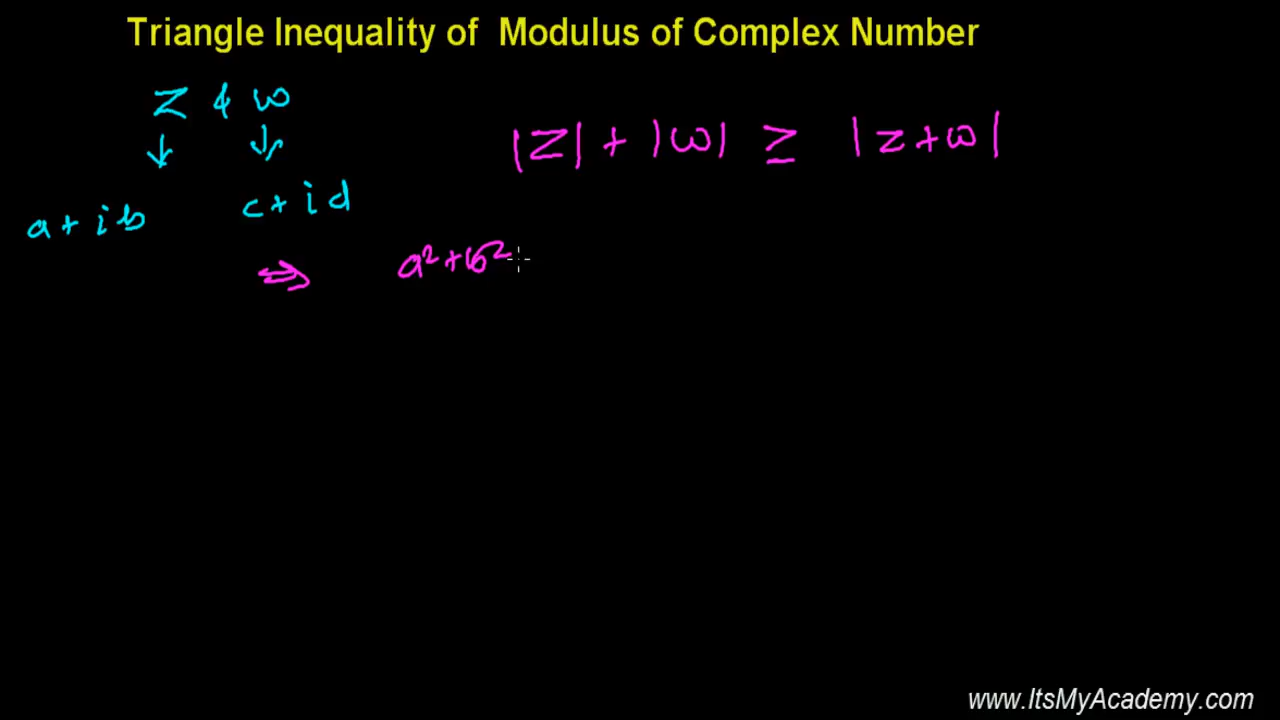 Triangle Inequality of Modulus of Complex Number
z & w
|z| + |w| ≥ |z+w|
↓ ↓
a+ib c+id
⇒ a²+b²
www.ItsMyAcademy.com